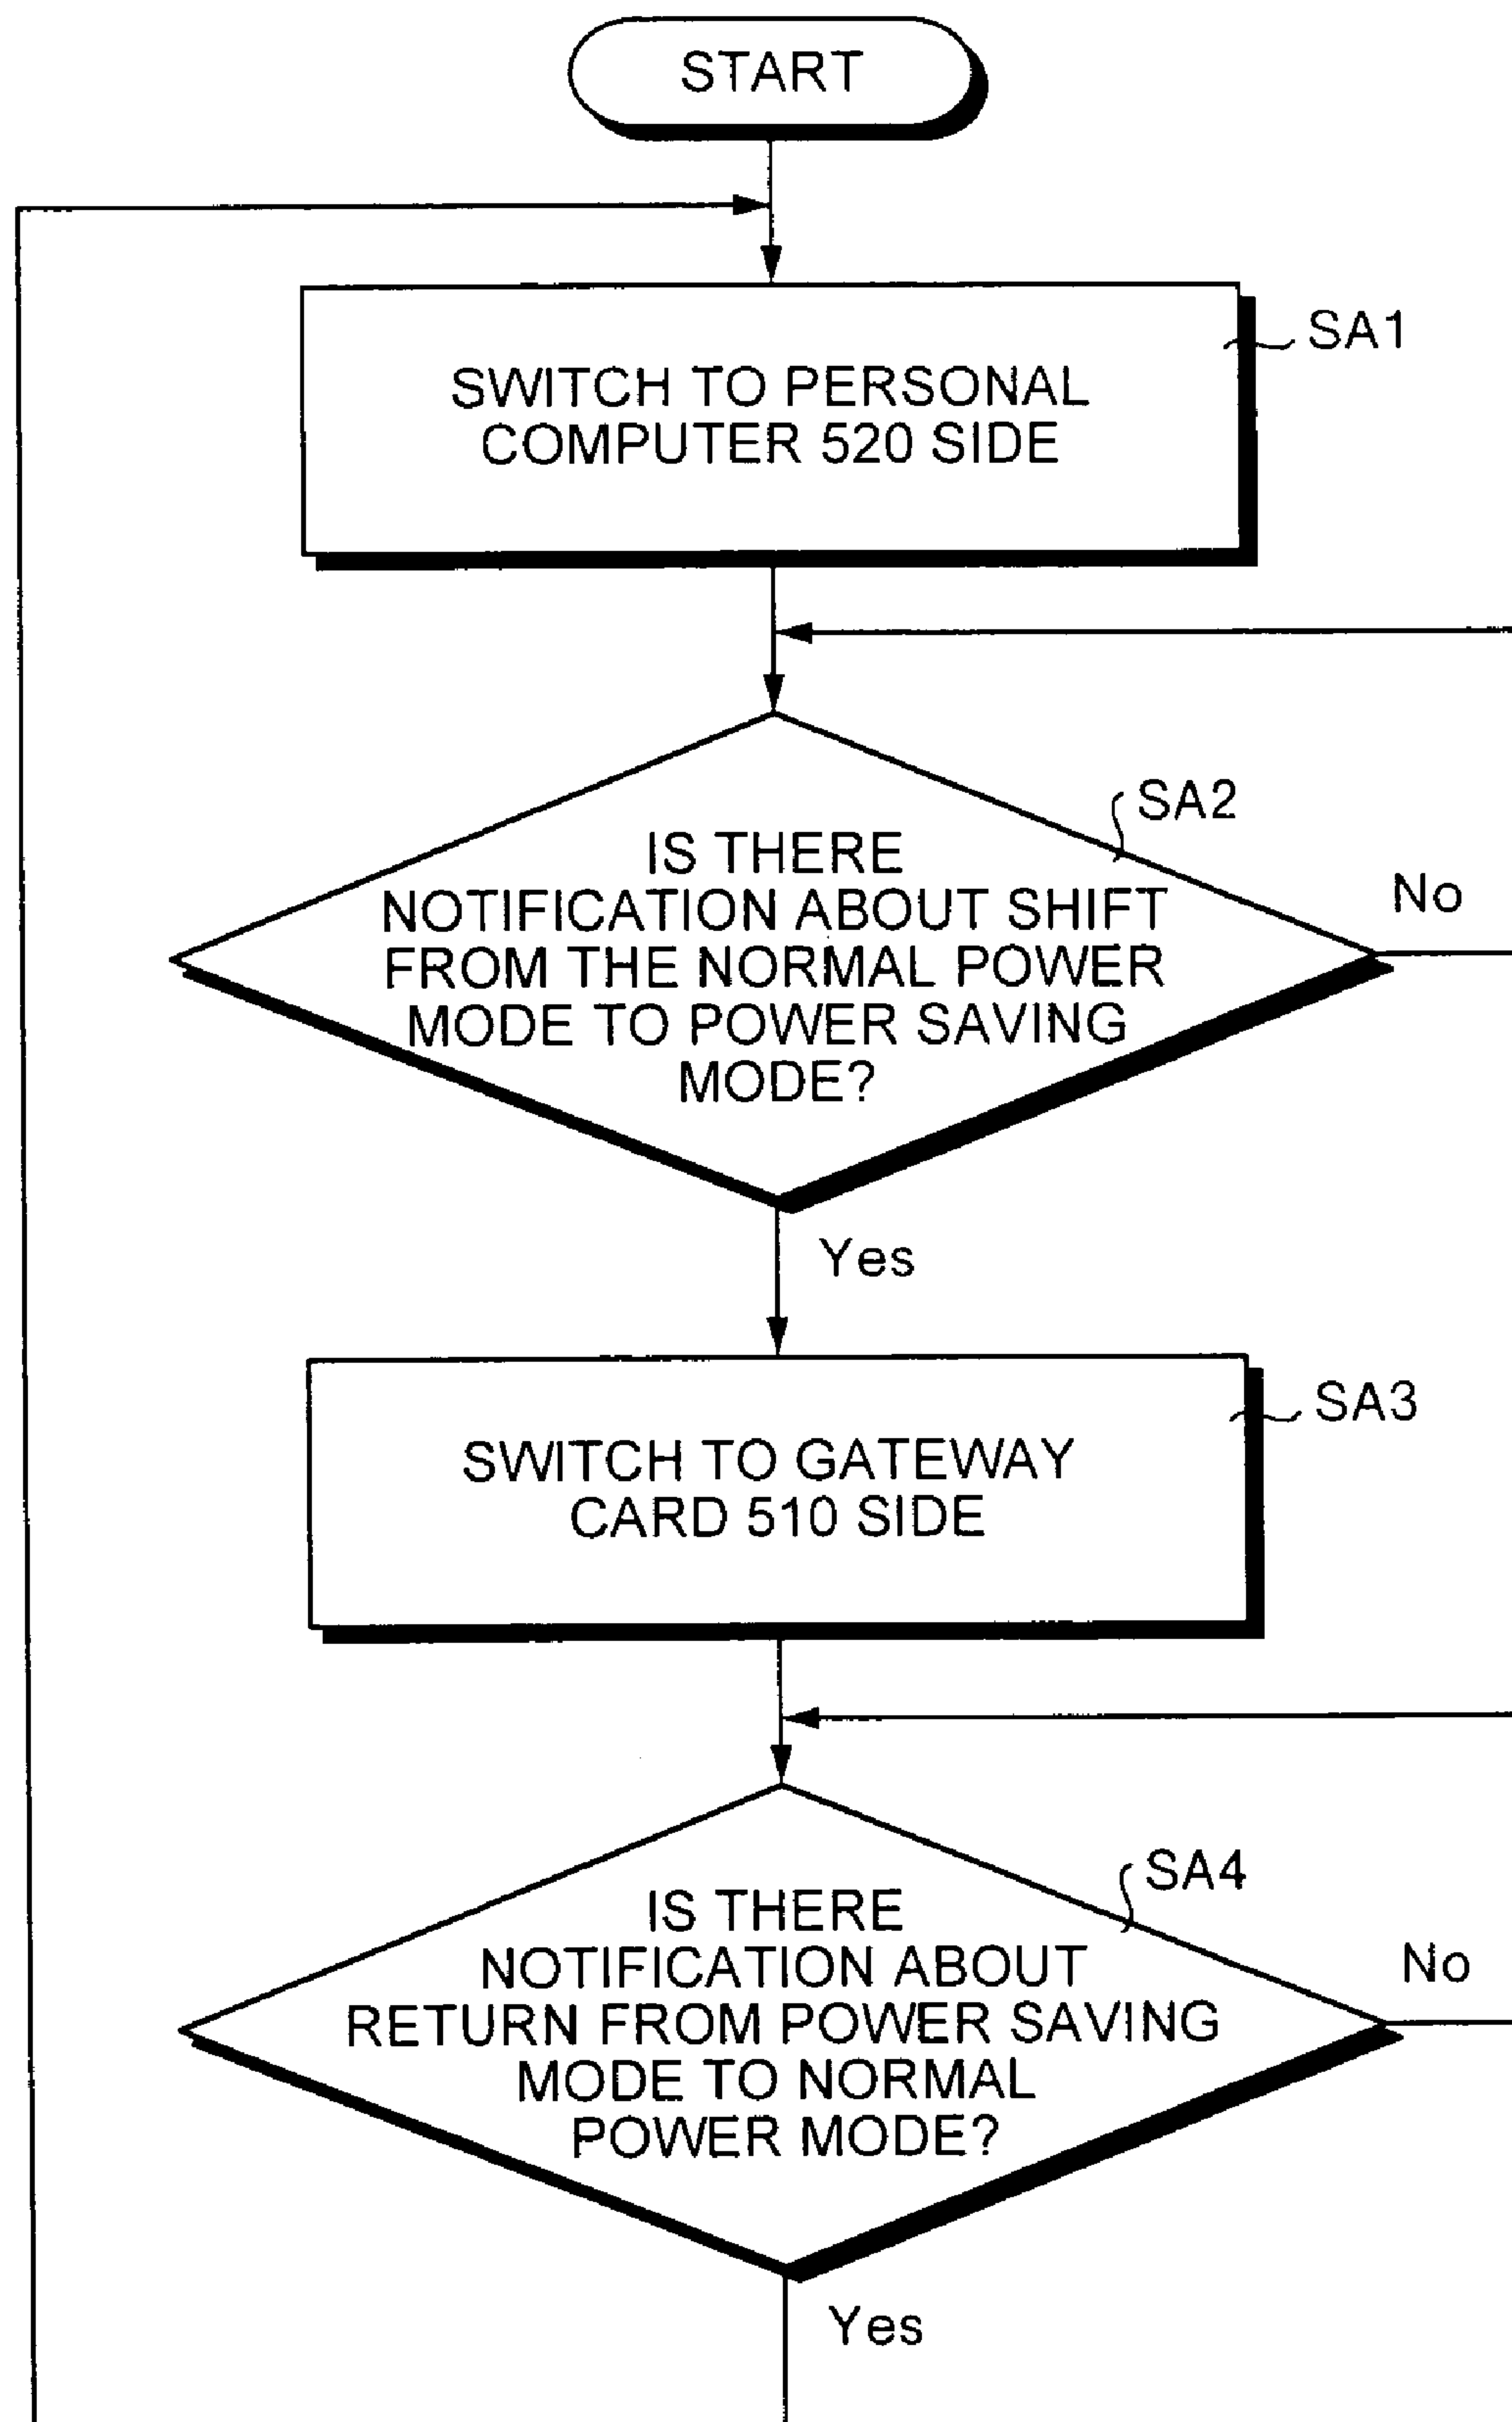 START
SA1
SWITCH TO PERSONAL
COMPUTER 520 SIDE
SA2
IS THERE
NOTIFICATION ABOUT SHIFT
FROM THE NORMAL POWER
MODE TO POWER SAVING
MODE?
No
Yes
SA3
SWITCH TO GATEWAY
CARD 510 SIDE
SA4
IS THERE
NOTIFICATION ABOUT
RETURN FROM POWER SAVING
MODE TO NORMAL
POWER MODE?
No
Yes